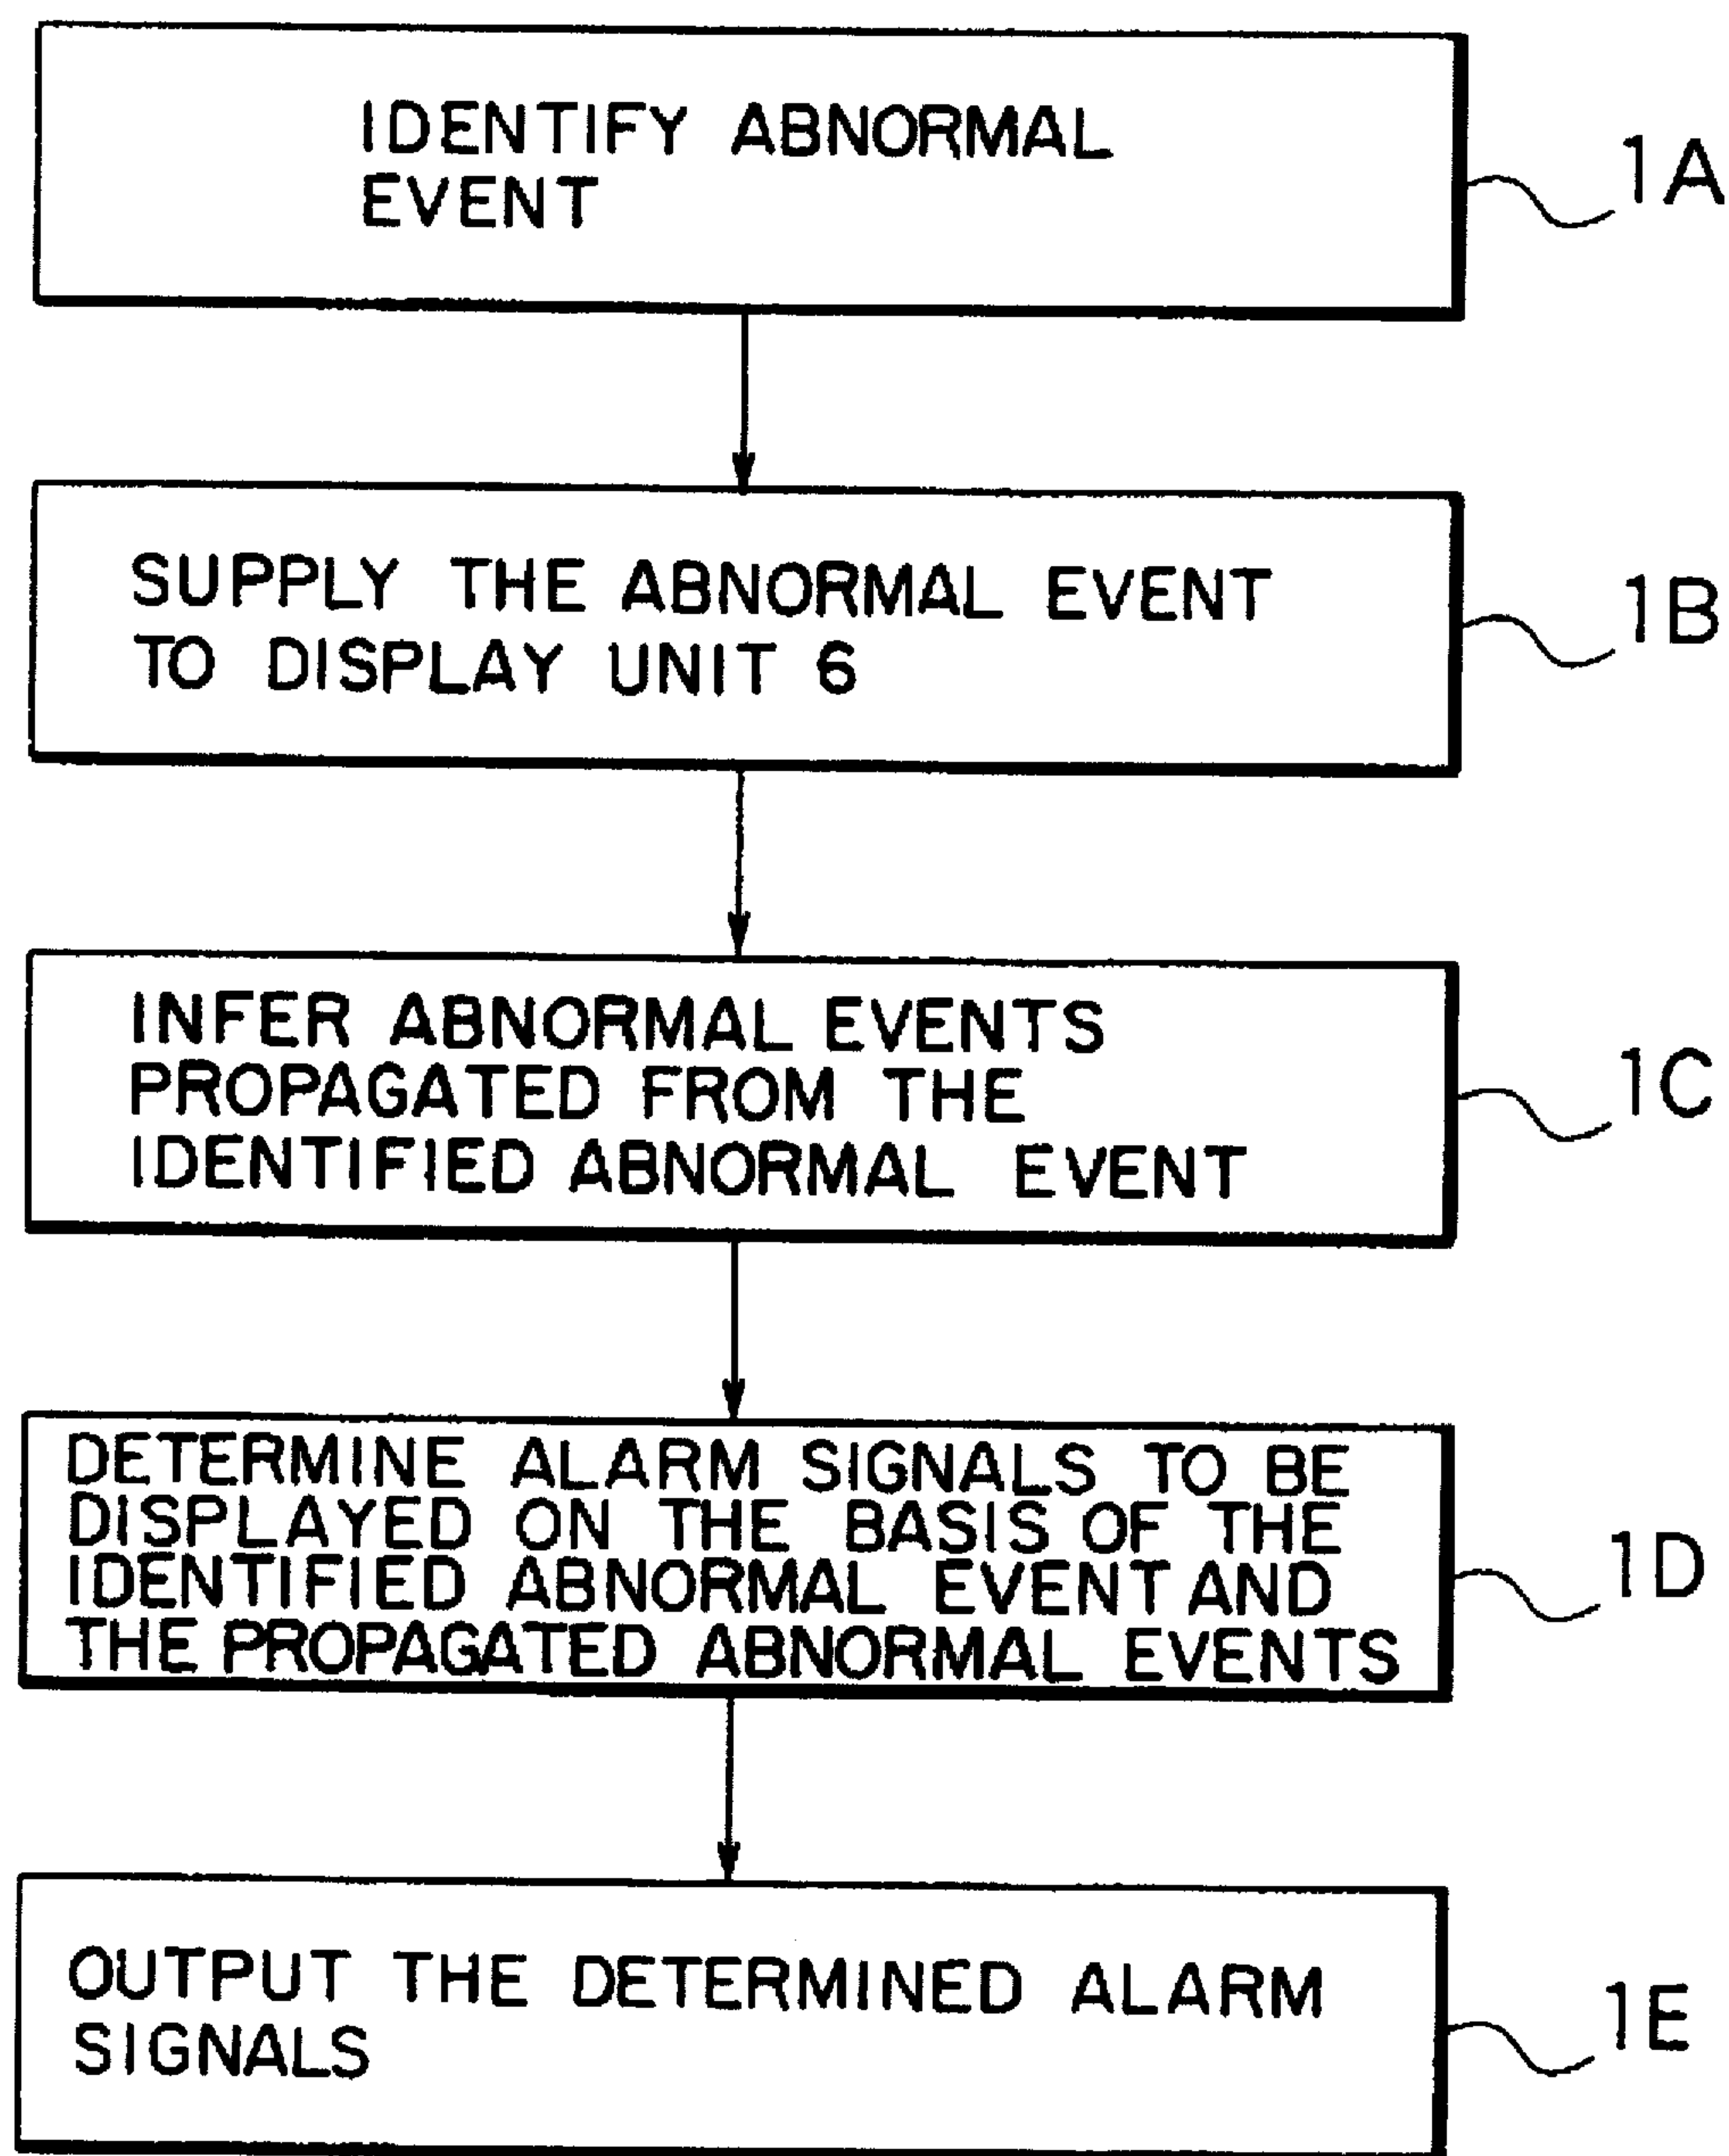 IDENTIFY ABNORMAL
EVENT
1A
SUPPLY THE ABNORMAL EVENT
TO DISPLAY UNIT 6
1B
INFER ABNORMAL EVENTS
PROPAGATED FROM THE
IDENTIFIED ABNORMAL EVENT
1C
DETERMINE ALARM SIGNALS TO BE
DISPLAYED ON THE BASIS OF THE
IDENTIFIED ABNORMAL EVENT AND
THE PROPAGATED ABNORMAL EVENTS
1D
OUTPUT THE DETERMINED ALARM
SIGNALS
1E